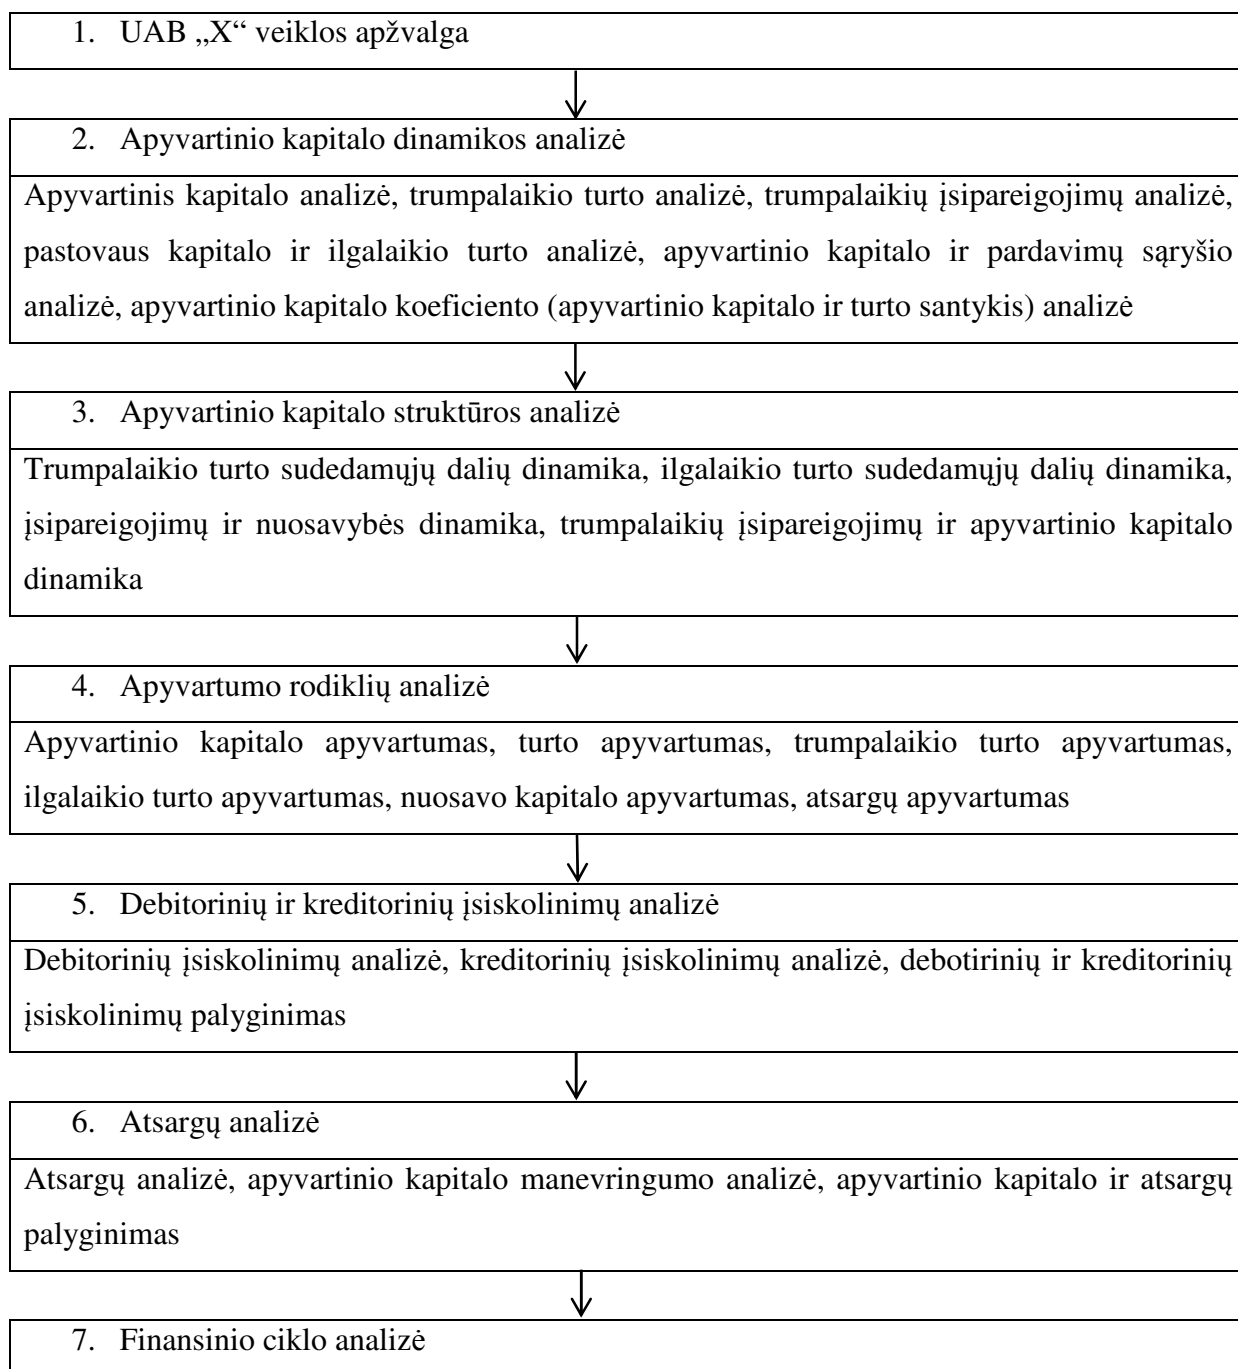 1. UAB „X“ veiklos apžvalga
2. Apyvartinio kapitalo dinamikos analizė
Apyvartinis kapitalo analizė, trumpalaikio turto analizė, trumpalaikių įsipareigojimų analizė,
pastovaus kapitalo ir ilgalaikio turto analizė, apyvartinio kapitalo ir pardavimų sąryšio
analizė, apyvartinio kapitalo koeficiento (apyvartinio kapitalo ir turto santykis) analizė
3. Apyvartinio kapitalo struktūros analizė
Trumpalaikio turto sudedamųjų dalių dinamika, ilgalaikio turto sudedamųjų dalių dinamika,
įsipareigojimų ir nuosavybės dinamika, trumpalaikių įsipareigojimų ir apyvartinio kapitalo
dinamika
4. Apyvartumo rodiklių analizė
Apyvartinio kapitalo apyvartumas, turto apyvartumas, trumpalaikio turto apyvartumas,
ilgalaikio turto apyvartumas, nuosavo kapitalo apyvartumas, atsargų apyvartumas
5. Debitorinių ir kreditorinių įsiskolinimų analizė
Debitorinių įsiskolinimų analizė, kreditorinių įsiskolinimų analizė, debotirinių ir kreditorinių
įsiskolinimų palyginimas
6. Atsargų analizė
Atsargų analizė, apyvartinio kapitalo manevringumo analizė, apyvartinio kapitalo ir atsargų
palyginimas
7. Finansinio ciklo analizė